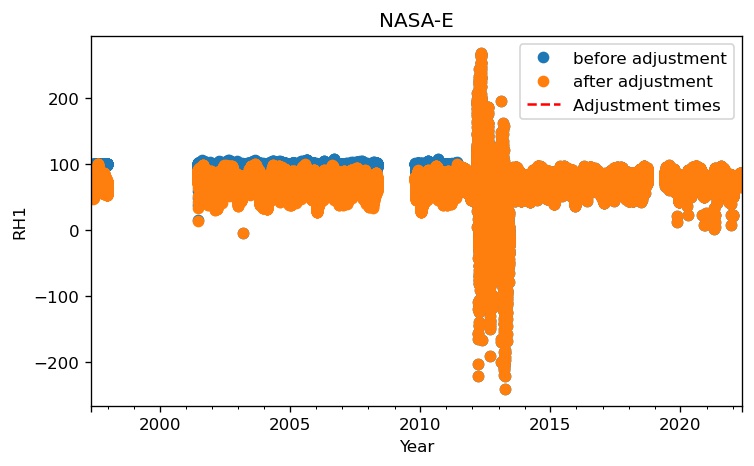 NASA-E
before adjustment
after adjustment
Adjustment times
RH1
200
100
0
−100
−200
2000
2005
2010
2015
2020
Year